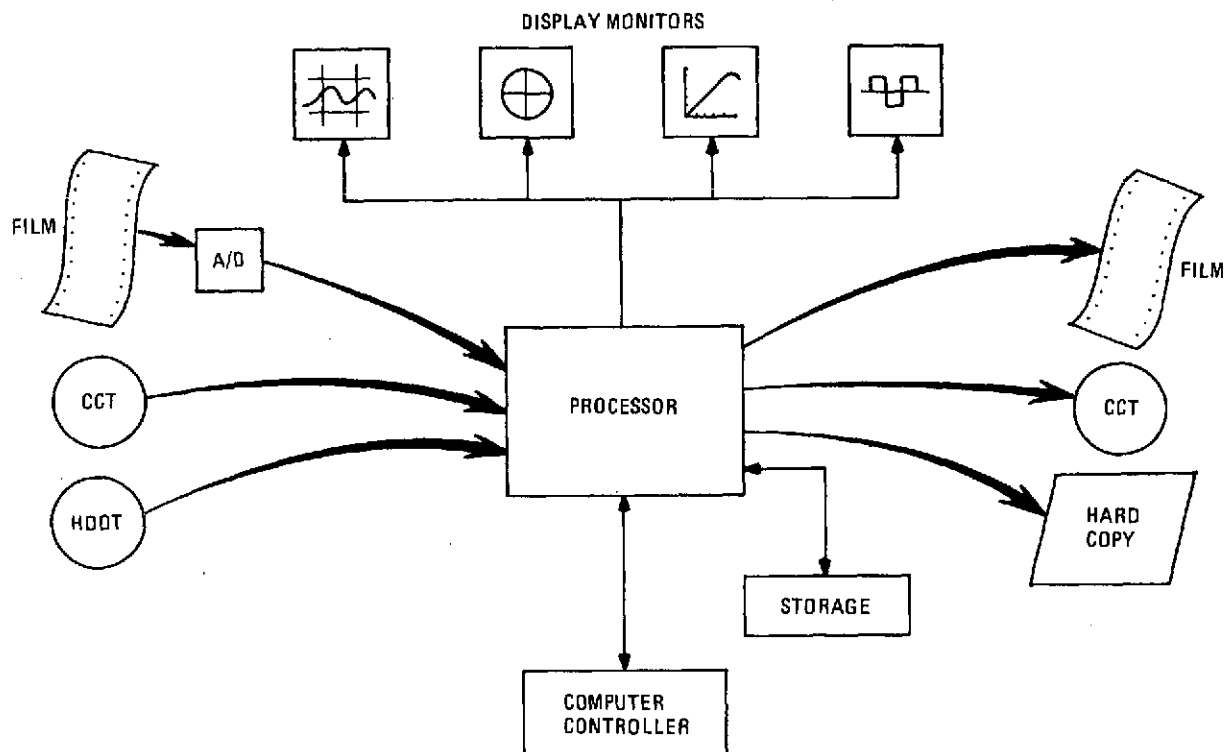 DISPLAY MONITORS
FILM
A/D
FILM
CCT
PROCESSOR
CCT
HDDT
HARD
COPY
STORAGE
COMPUTER
CONTROLLER